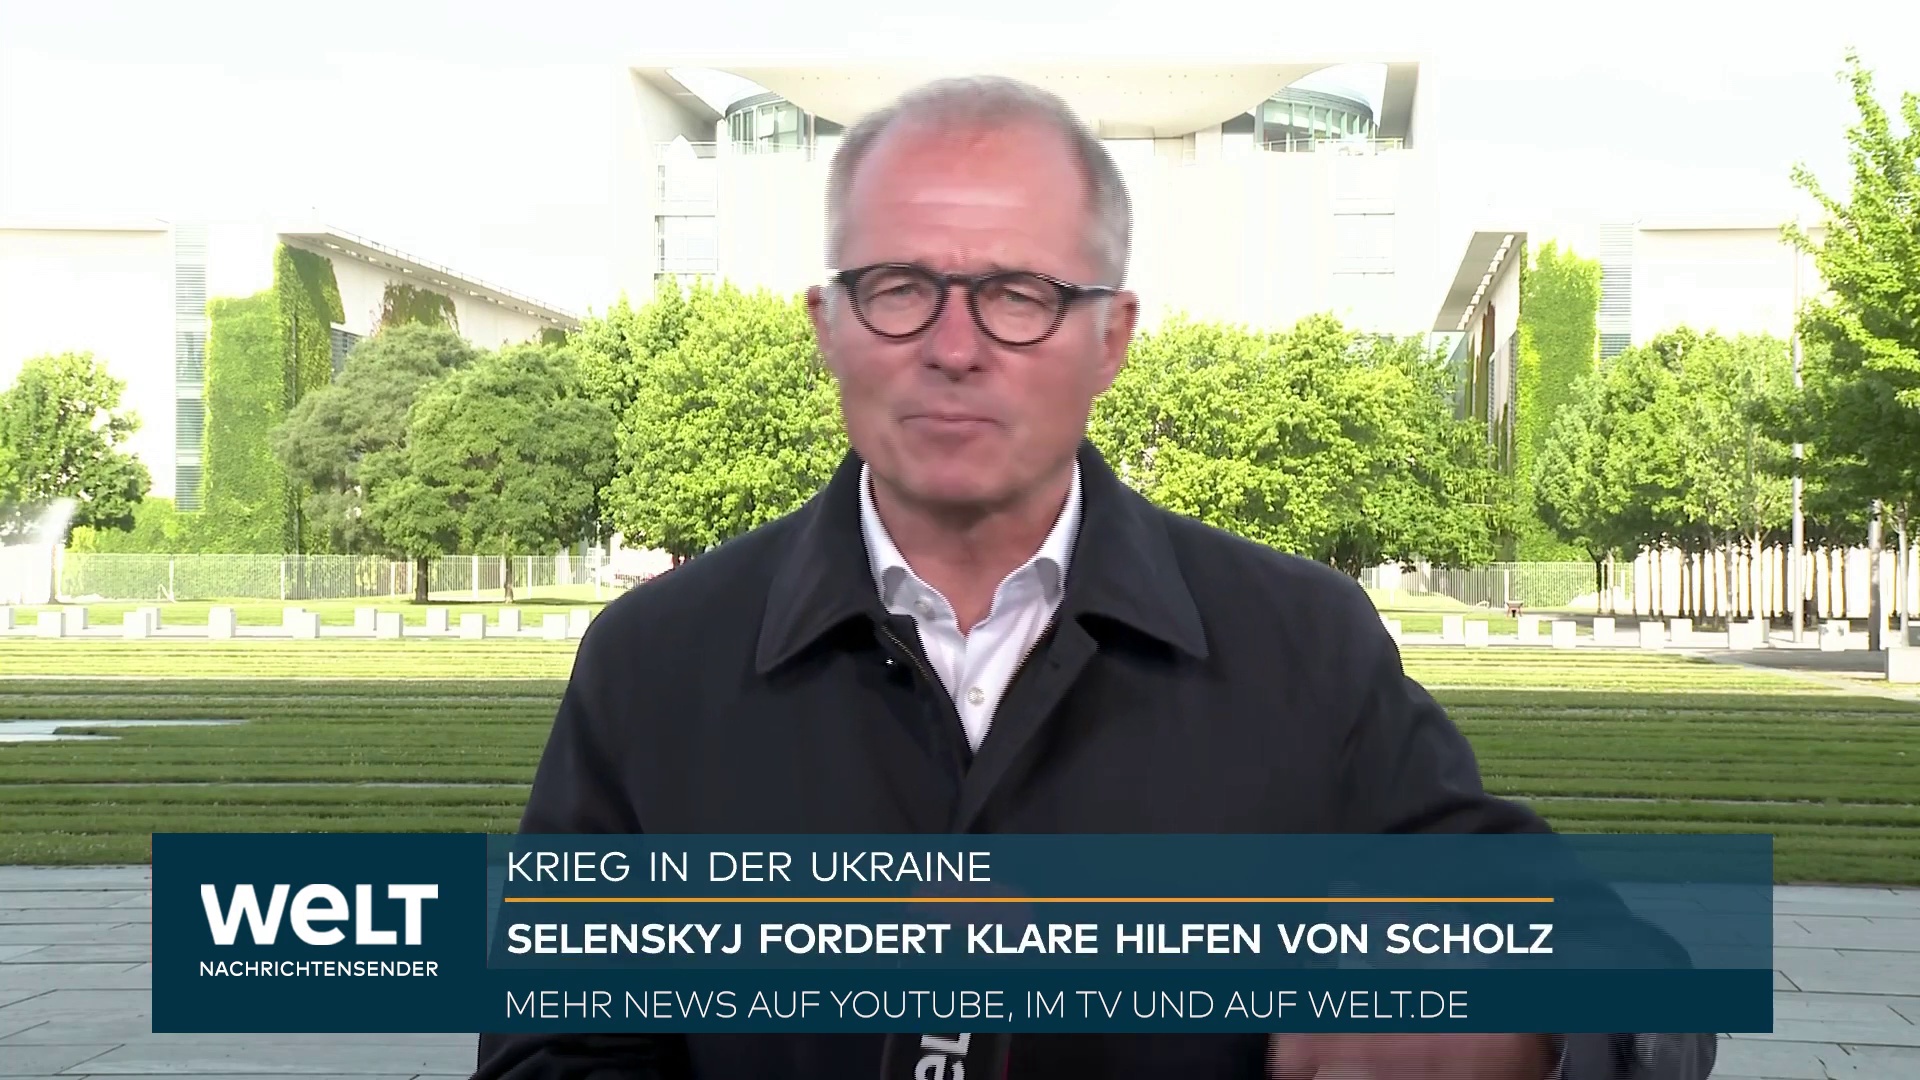 KRIEG IN DER UKRAINE
WELT
SELENSKYJ FORDERT KLARE HILFEN VON SCHOLZ
NACHRICHTENSENDER
MEHR NEWS AUF YOUTUBE, IM TV UND AUF WELT.DE